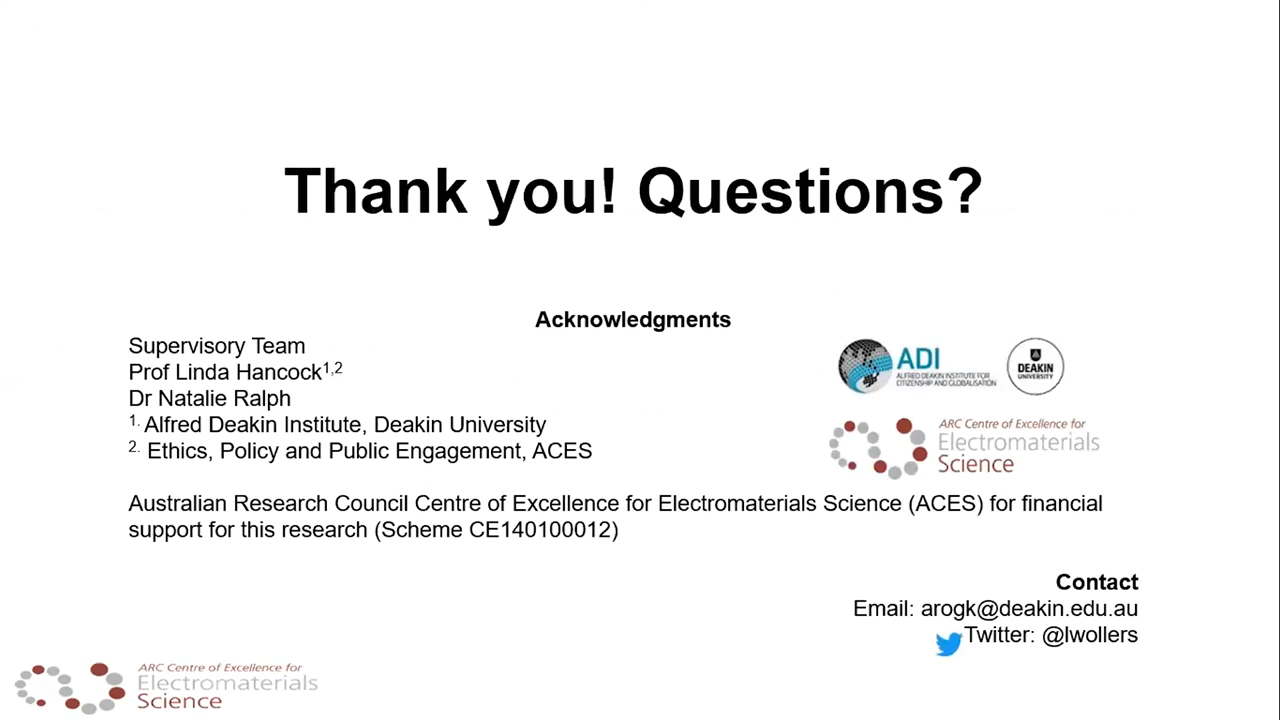 Thank you! Questions?
Acknowledgments
Supervisory Team
Prof Linda Hancock1,2
Dr Natalie Ralph
1. Alfred Deakin Institute, Deakin University
2. Ethics, Policy and Public Engagement, ACES
ADI
ALFRED DEAKIN INSTITUTE FOR
CITIZENSHIP AND GLOBALISATION
DEAKIN
UNIVERSITY
ARC Centre of Excellence for
Electromaterials
Science
Australian Research Council Centre of Excellence for Electromaterials Science (ACES) for financial
support for this research (Scheme CE140100012)
Contact
Email: arogk@deakin.edu.au
Twitter: @lwollers
ARC Centre of Excellence for
Electromaterials
Science